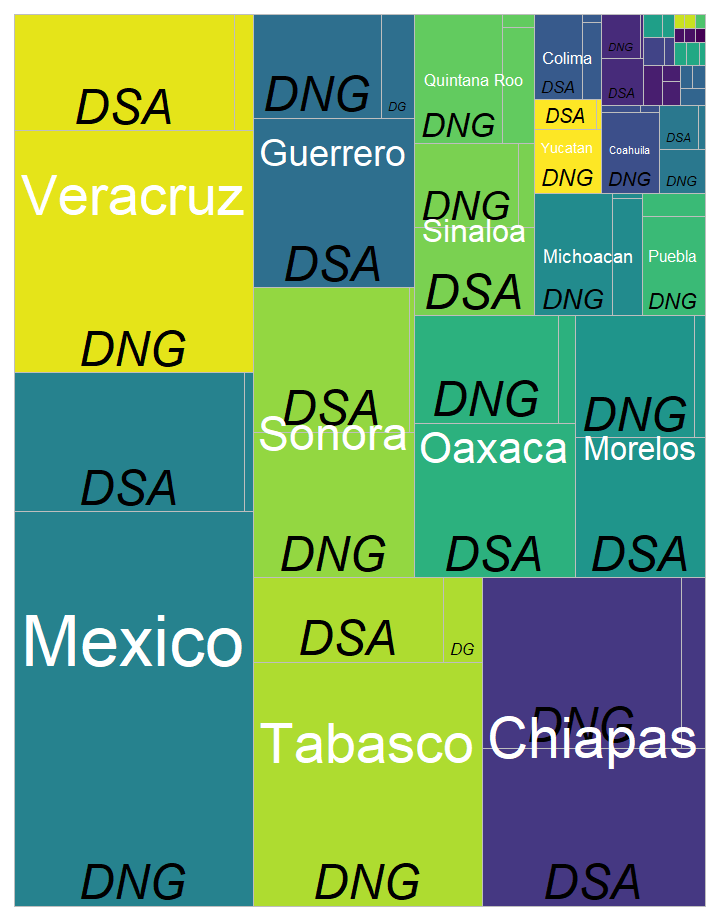 DSA
Veracruz
DNG
DSA
Mexico
DNG
DNG
DG
Guerrero
DSA
DSA
Sonora
DNG
DSA
DG
Tabasco
DNG
DNG
Chiapas
DSA
Quintana Roo
DNG
DNG
Sinaloa
DSA
DNG
Oaxaca
DSA
DNG
Morelos
DSA
Colima
DSA
DSA
Yucatan
DNG
DNG
DSA
Coahuila
DNG
DSA
DNG
Michoacan
DNG
Puebla
DNG